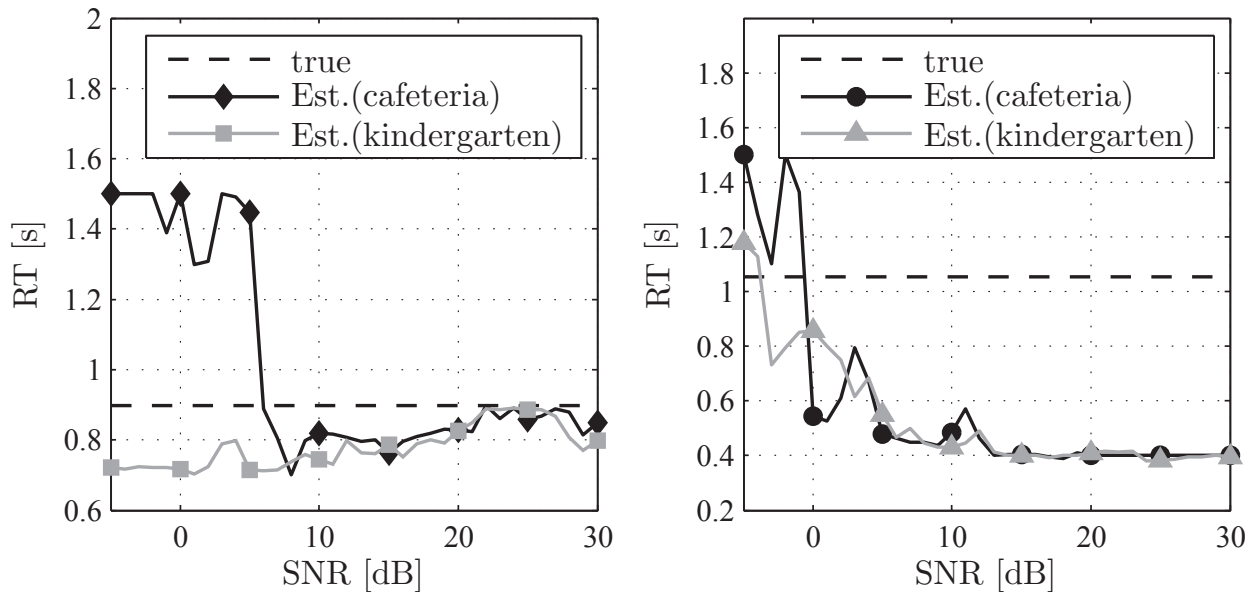 2
1.8
1.6
1.4
1.2
1
0.8
0.6
RT [s]
0
10
20
30
SNR [dB]
true
Est.(cafeteria)
Est.(kindergarten)
1.8
1.6
1.4
1.2
1
0.8
0.6
0.4
0.2
RT [s]
0
10
20
30
SNR [dB]
true
Est.(cafeteria)
Est.(kindergarten)